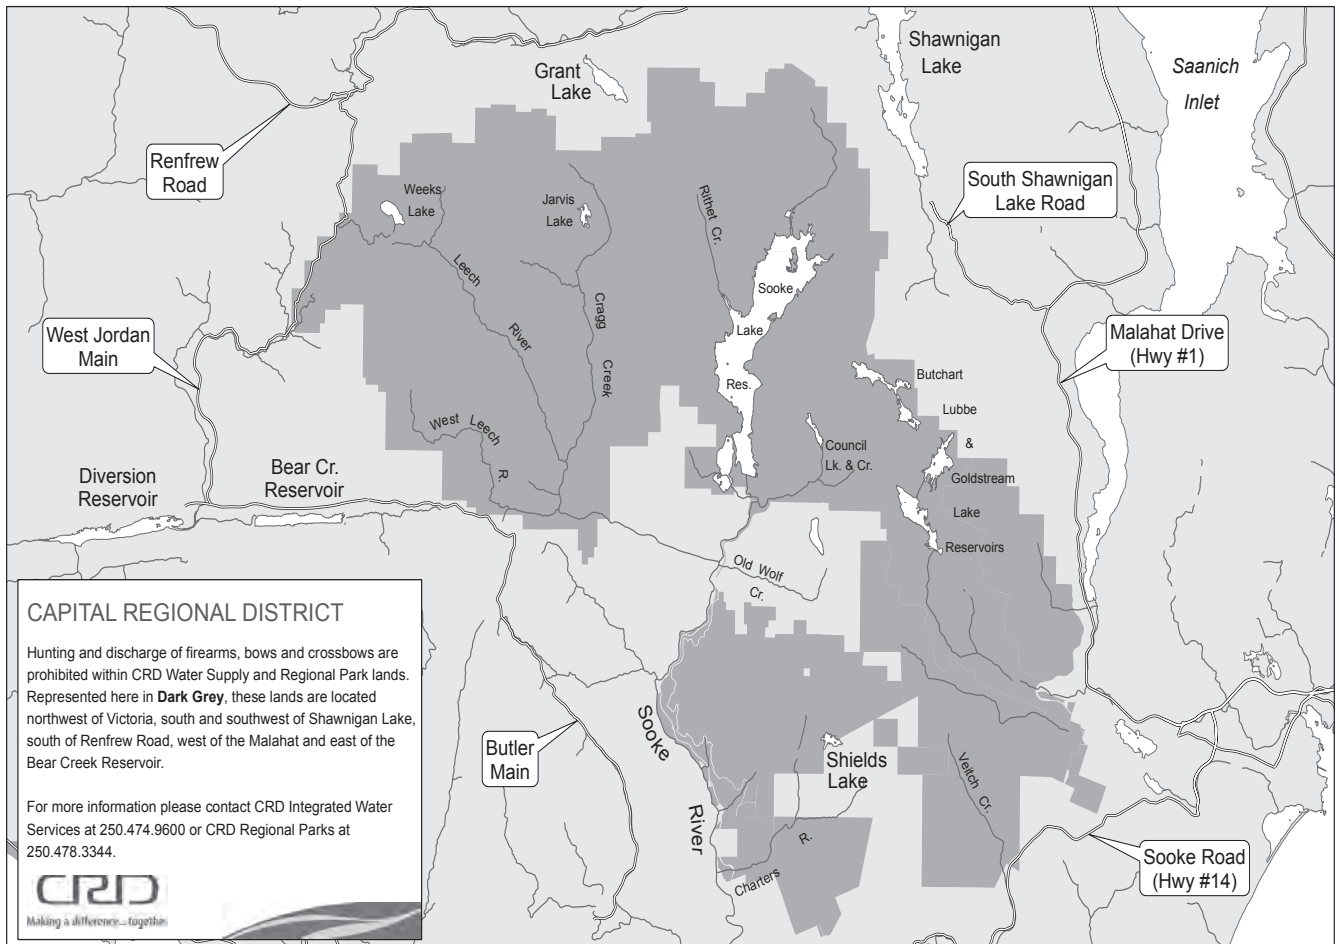 Shawnigan
Lake
Saanich
Inlet
Grant
Lake
Renfrew
Road
Weeks
Lake
Jarvis
Lake
Rithet Cr.
South Shawnigan
Lake Road
Leech
River
Cragg
Creek
Sooke
Lake
Res.
West Jordan
Main
Malahat Drive
(Hwy #1)
Butchart
Lubbe
&
Goldstream
Lake
Reservoirs
West Leech
R.
Council
Lk. & Cr.
Diversion
Reservoir
Bear Cr.
Reservoir
Old Wolf
Cr.
CAPITAL REGIONAL DISTRICT
Hunting and discharge of firearms, bows and crossbows are
prohibited within CRD Water Supply and Regional Park lands.
Represented here in Dark Grey, these lands are located
northwest of Victoria, south and southwest of Shawnigan Lake,
south of Renfrew Road, west of the Malahat and east of the
Bear Creek Reservoir.
For more information please contact CRD Integrated Water
Services at 250.474.9600 or CRD Regional Parks at
250.478.3344.
CRD
Making a difference...together
Butler
Main
Sooke
River
Shields
Lake
Veitch Cr.
Charters
R.
Sooke Road
(Hwy #14)